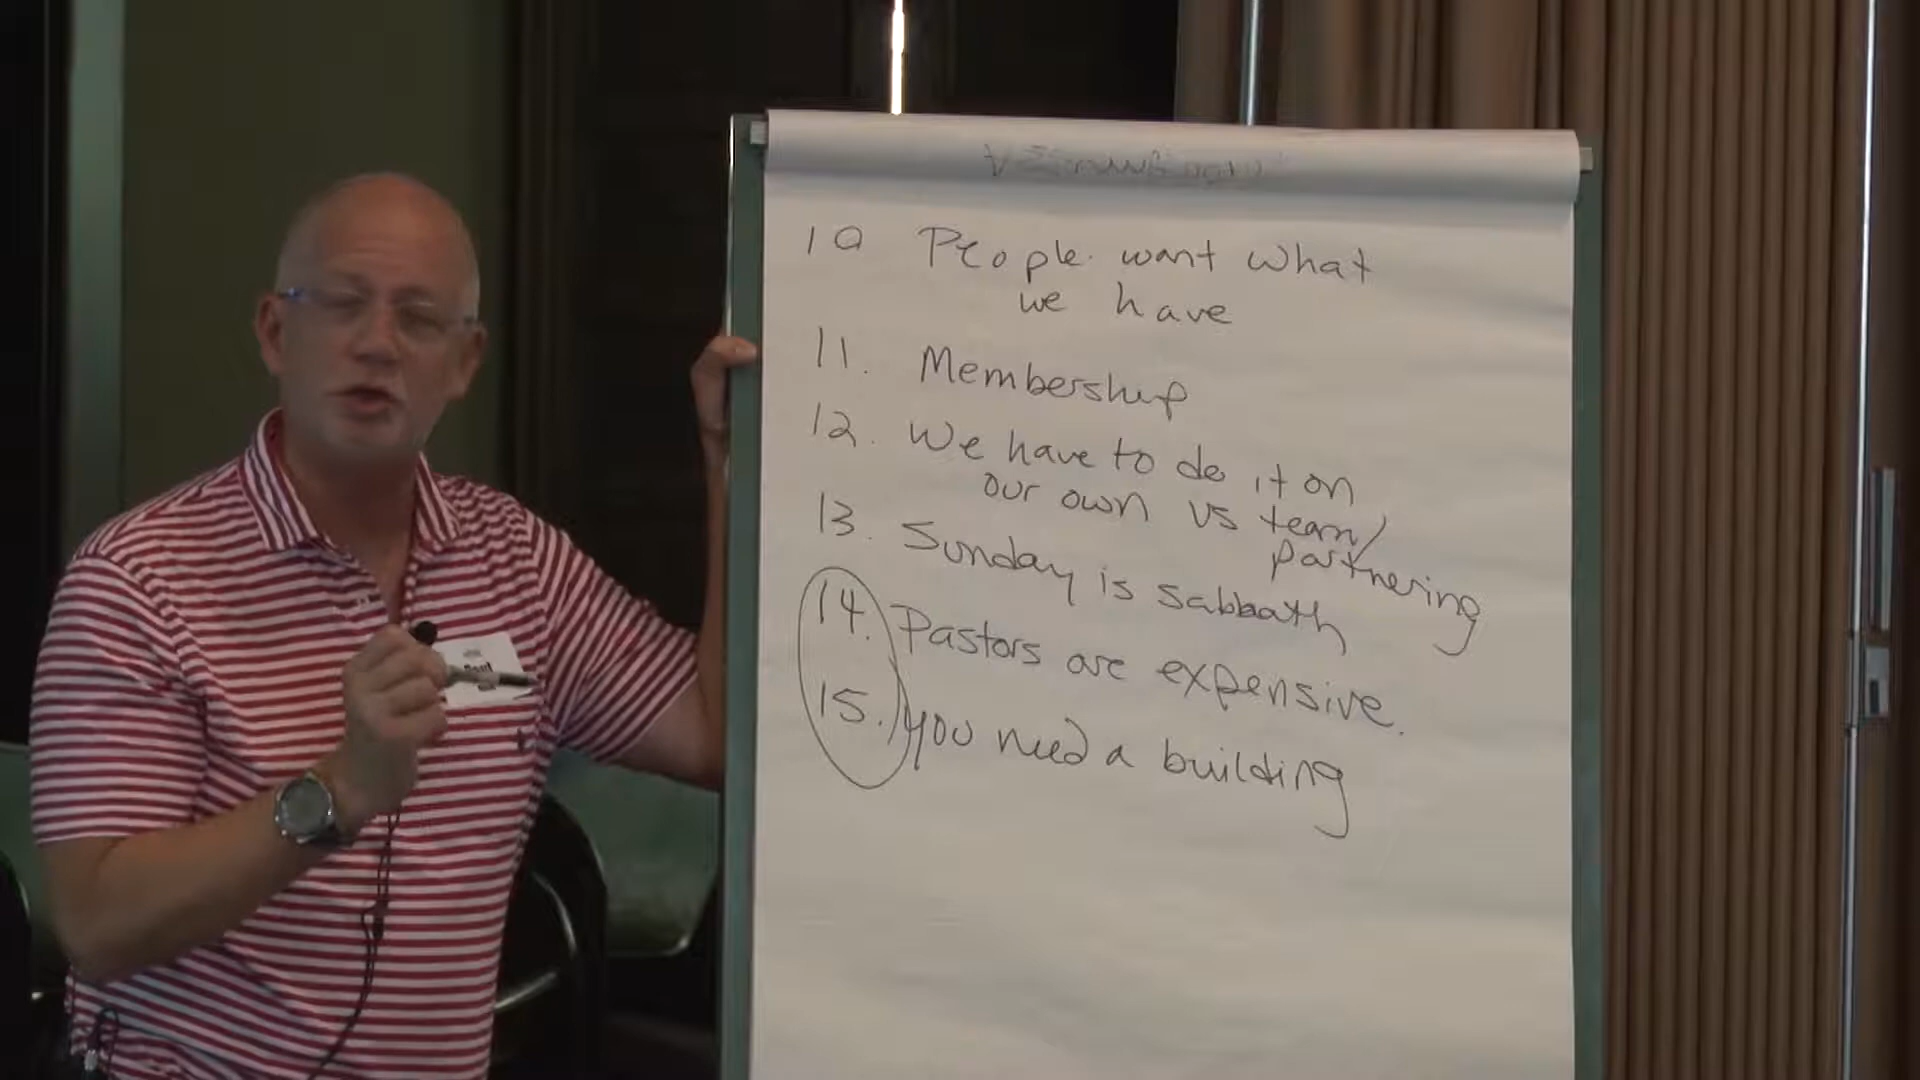 10 People want what
we have
11. Membership
12. We have to do it on
our own vs team/
partnering
13. Sunday is sabbath
14. Pastors are expensive.
15. you need a building